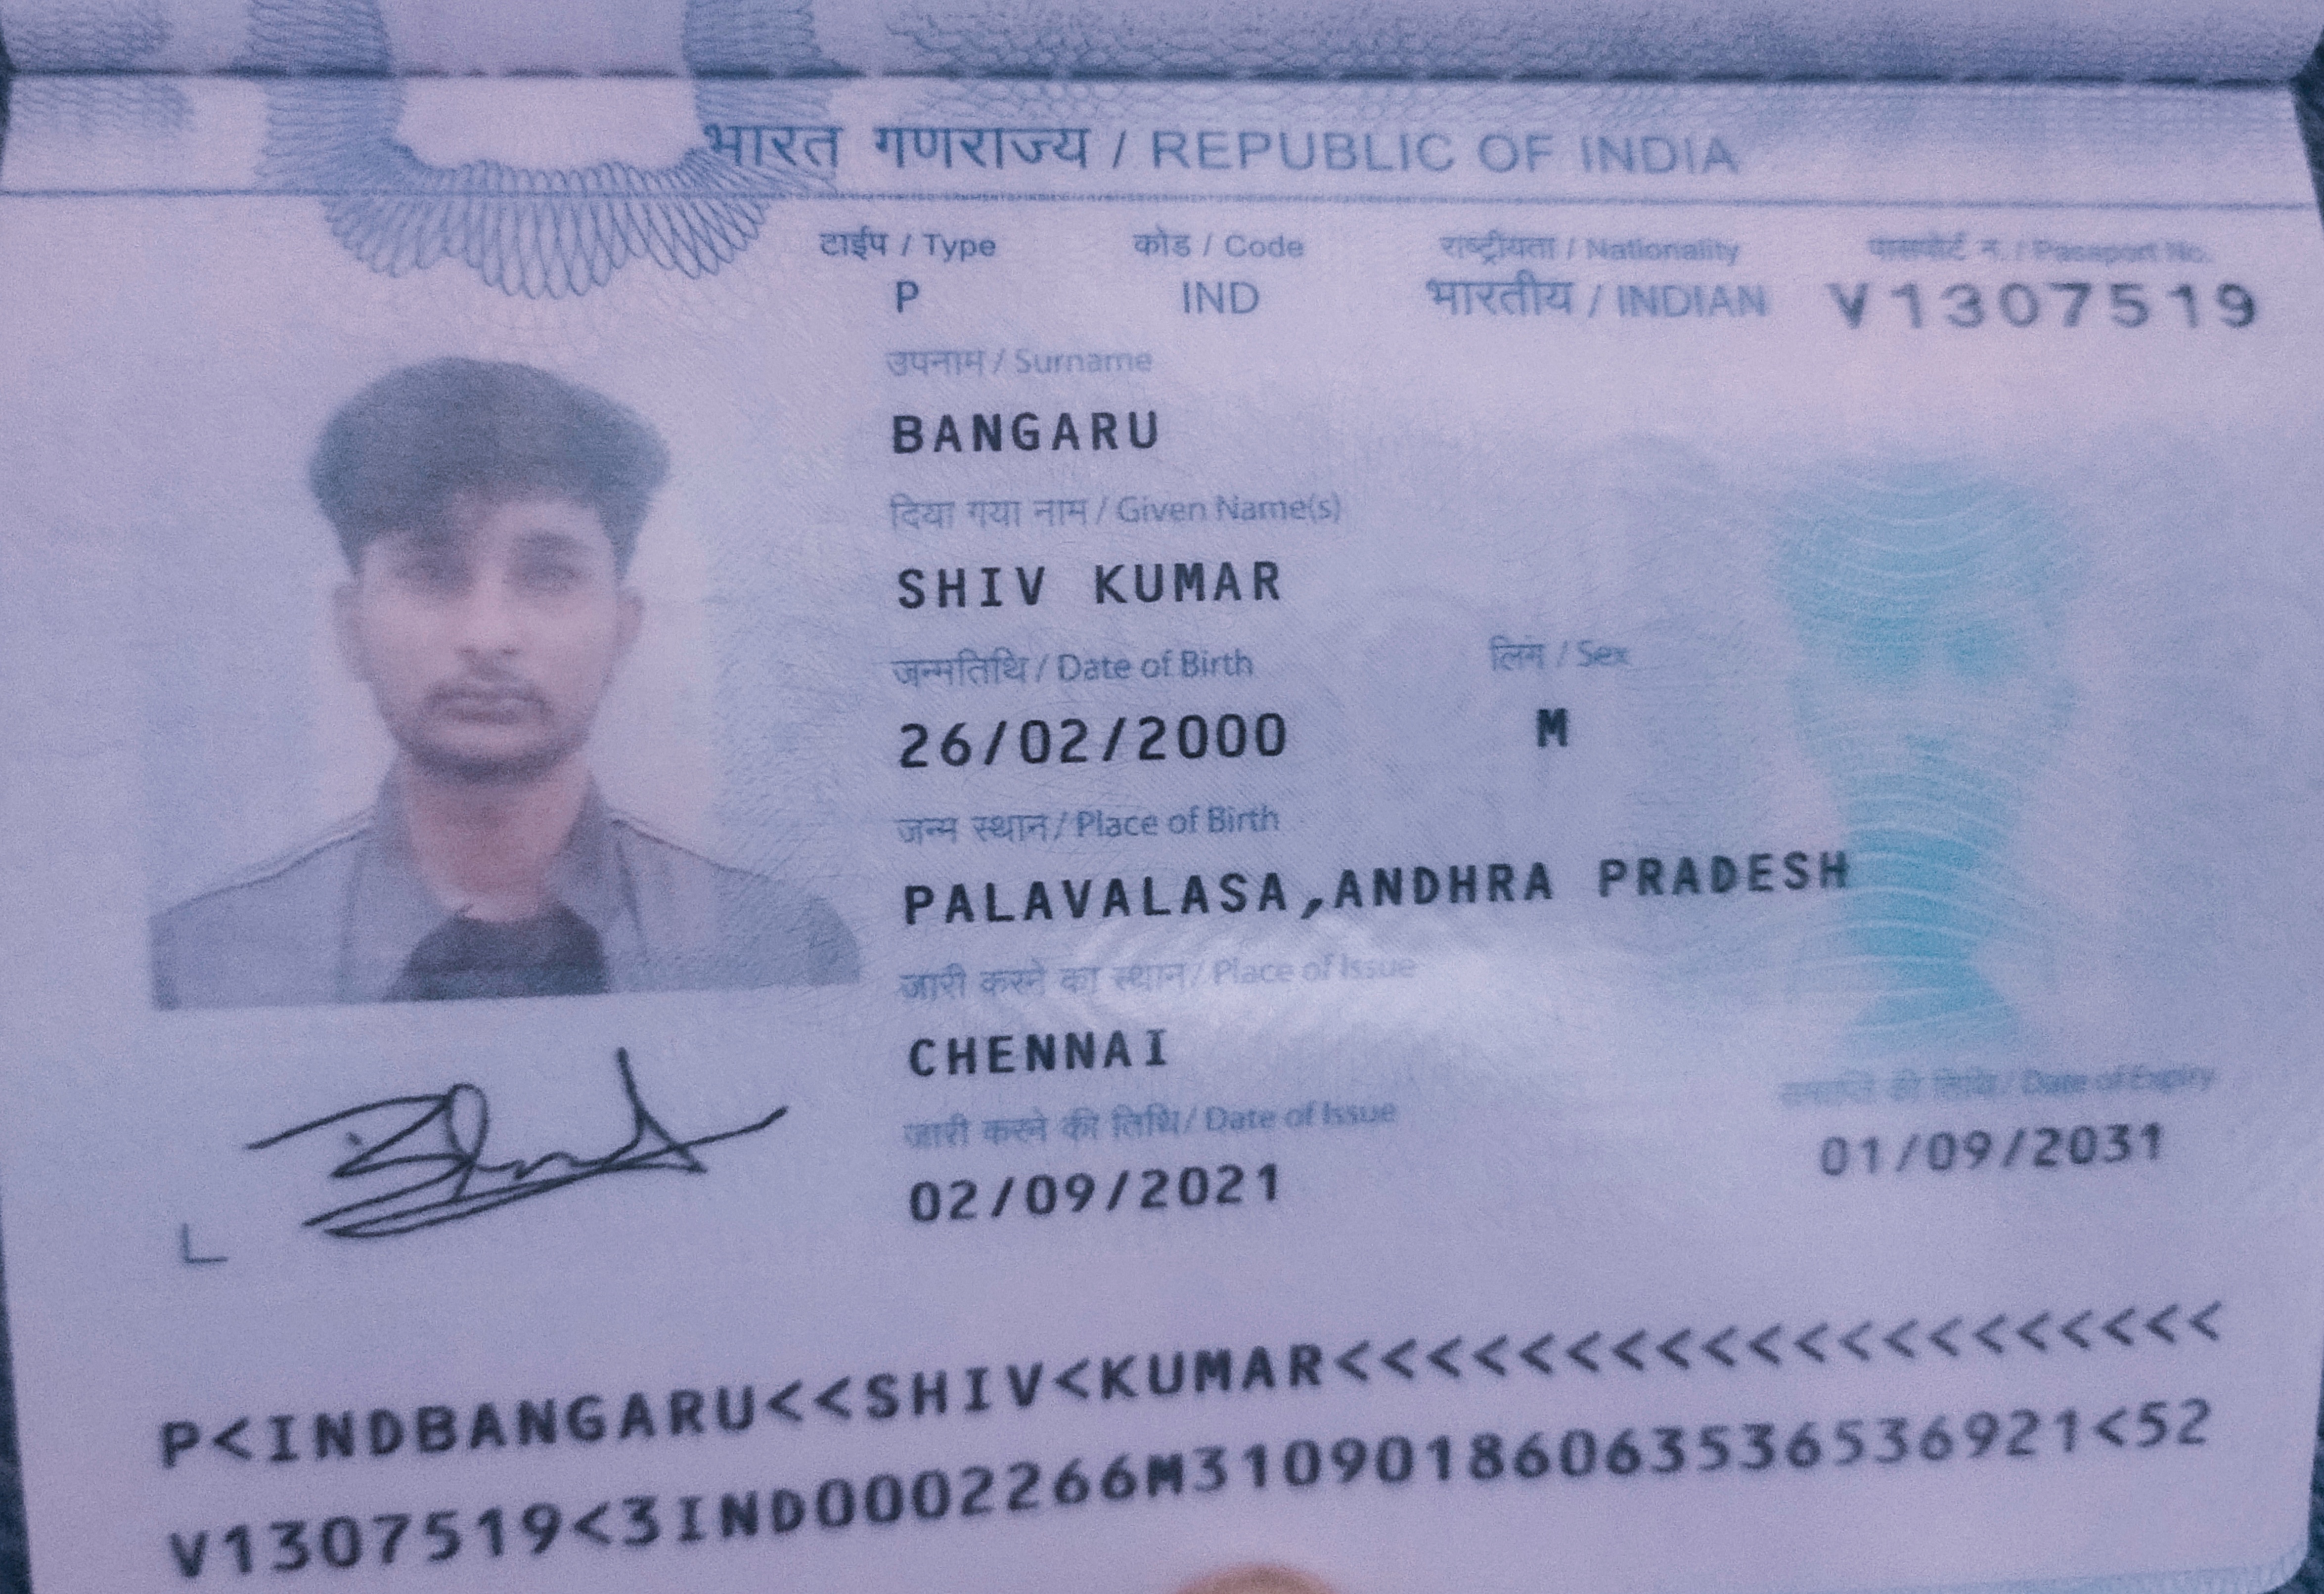 भारत गणराज्य / REPUBLIC OF INDIA
टाईप / Type कोड / Code राष्ट्रीयता / Nationality पासपोर्ट न. / Passport No.
P IND भारतीय / INDIAN V1307519
उपनाम / Surname
BANGARU
दिया गया नाम / Given Name(s)
SHIV KUMAR
जन्मतिथि / Date of Birth लिंग / Sex
26/02/2000 M
जन्म स्थान / Place of Birth
PALAVALASA,ANDHRA PRADESH
जारी करने का स्थान / Place of Issue
CHENNAI
जारी करने की तिथि / Date of Issue समाप्ति की तिथि / Date of Expiry
02/09/2021 01/09/2031
P<INDBANGARU<<SHIV<KUMAR<<<<<<<<<<<<<<<<<<<<
V1307519<3IND0002266M31090186063536536921<52